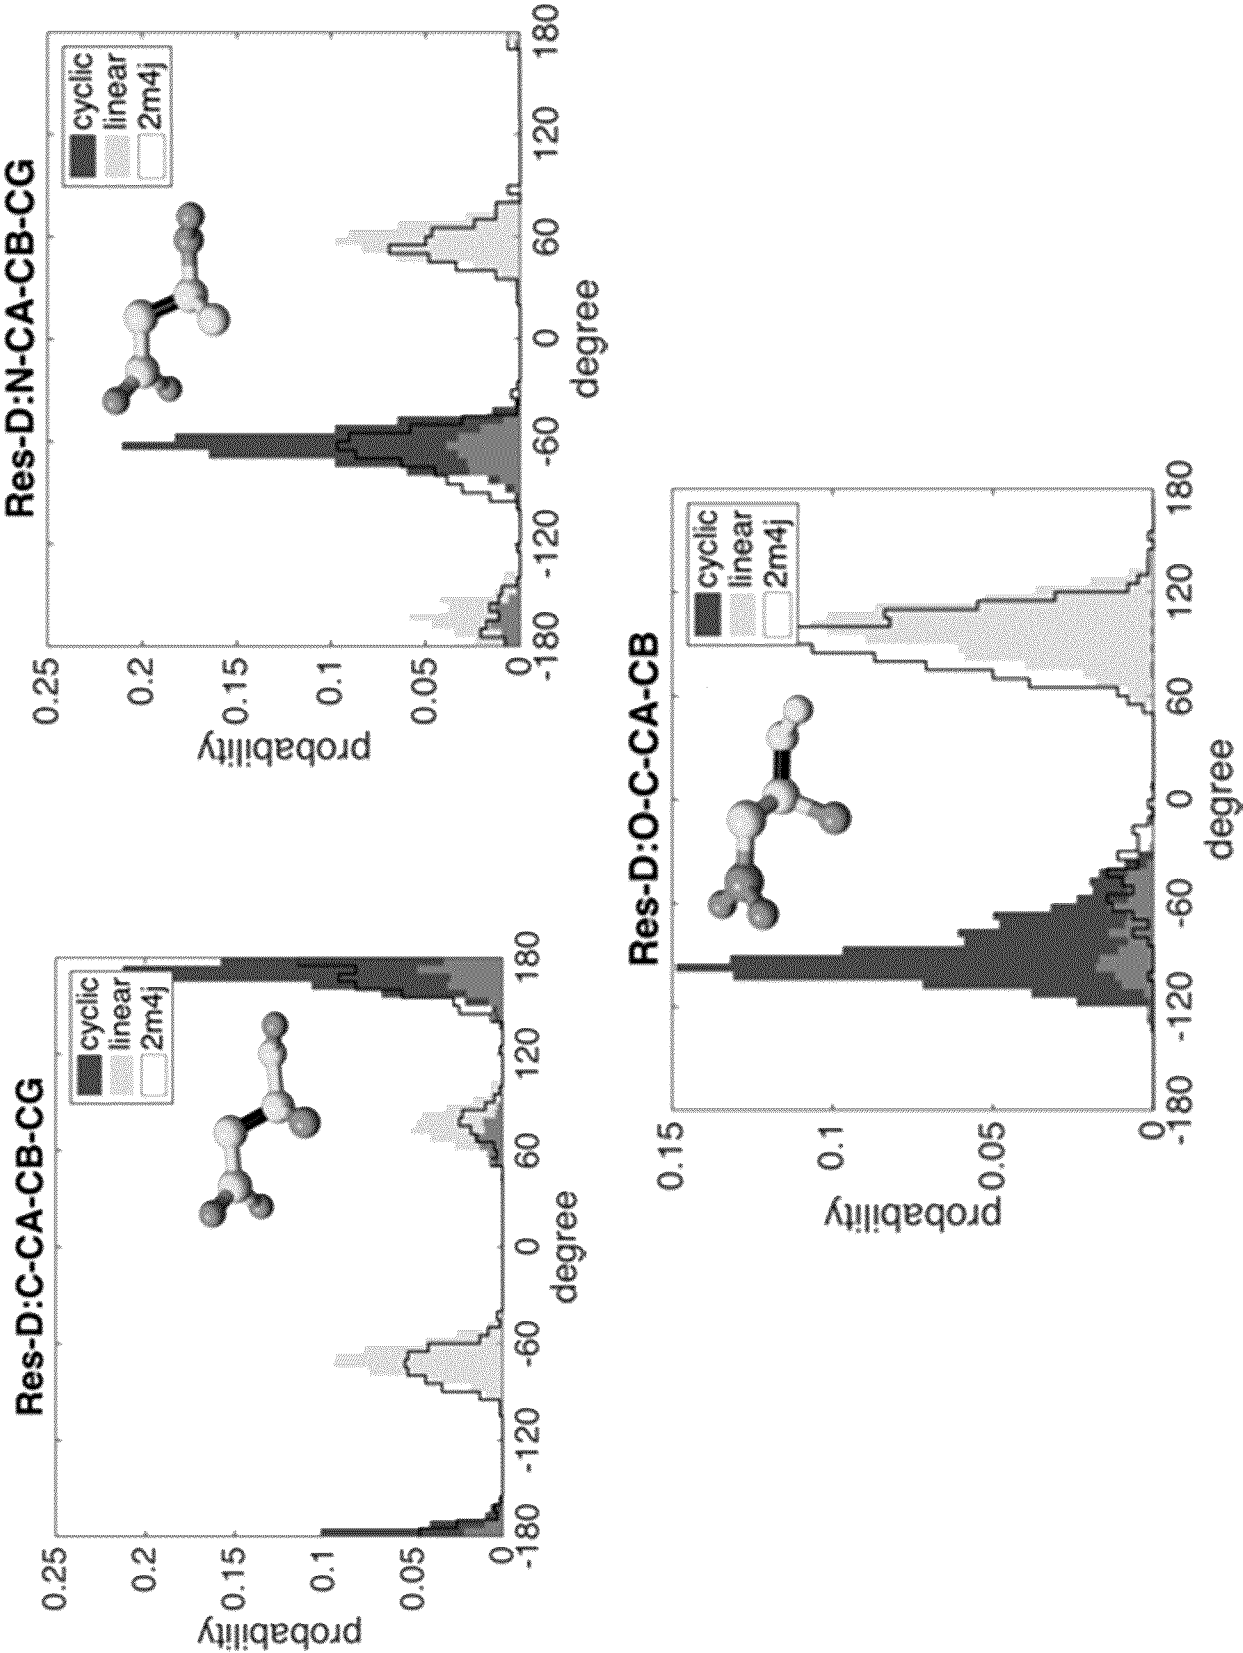 Res-D:C-CA-CB-CG
0.25
0.2
0.15
0.1
0.05
0
probability
-180
-120
-60
0
60
120
180
degree
cyclic
linear
2m4j
Res-D:N-CA-CB-CG
0.25
0.2
0.15
0.1
0.05
0
probability
-180
-120
-60
0
60
120
180
degree
cyclic
linear
2m4j
Res-D:O-C-CA-CB
0.15
0.1
0.05
0
probability
-180
-120
-60
0
60
120
180
degree
cyclic
linear
2m4j